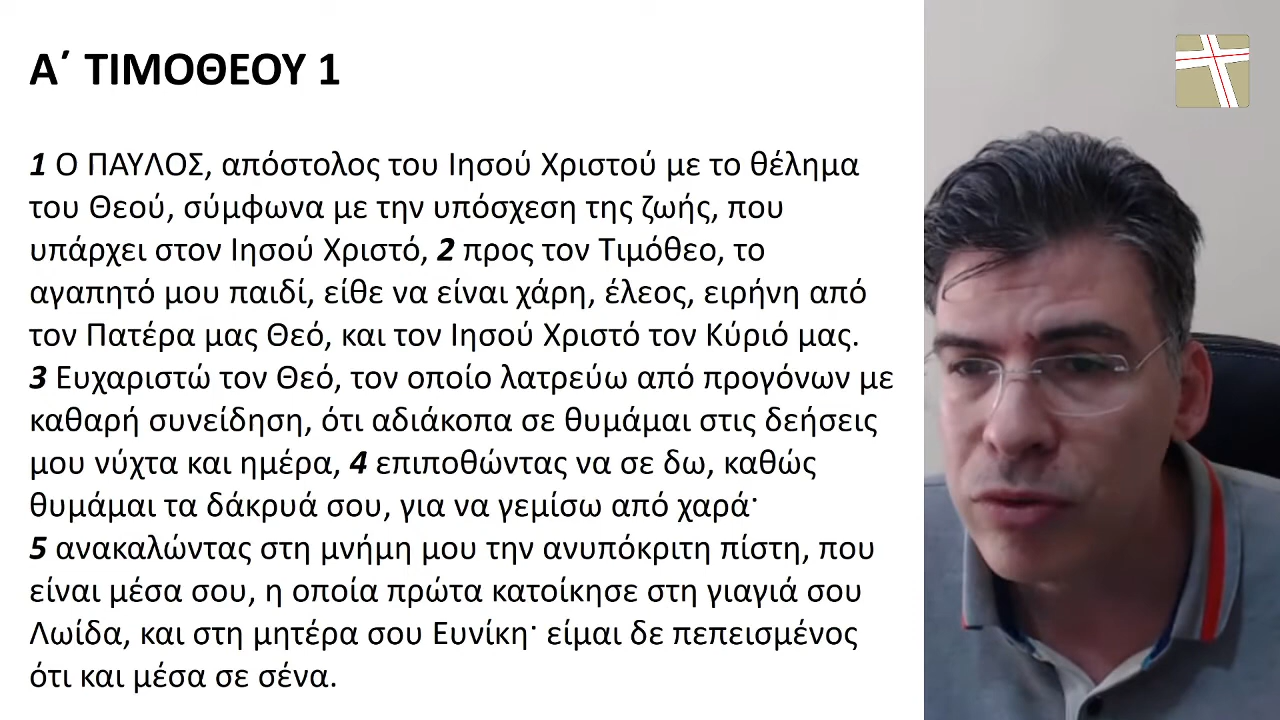 Α΄ ΤΙΜΟΘΕΟΥ 1
1 Ο ΠΑΥΛΟΣ, απόστολος του Ιησού Χριστού με το θέλημα
του Θεού, σύμφωνα με την υπόσχεση της ζωής, που
υπάρχει στον Ιησού Χριστό, 2 προς τον Τιμόθεο, το
αγαπητό μου παιδί, είθε να είναι χάρη, έλεος, ειρήνη από
τον Πατέρα μας Θεό, και τον Ιησού Χριστό τον Κύριό μας.
3 Ευχαριστώ τον Θεό, τον οποίο λατρεύω από προγόνων με
καθαρή συνείδηση, ότι αδιάκοπα σε θυμάμαι στις δεήσεις
μου νύχτα και ημέρα, 4 επιποθώντας να σε δω, καθώς
θυμάμαι τα δάκρυά σου, για να γεμίσω από χαρά·
5 ανακαλώντας στη μνήμη μου την ανυπόκριτη πίστη, που
είναι μέσα σου, η οποία πρώτα κατοίκησε στη γιαγιά σου
Λωίδα, και στη μητέρα σου Ευνίκη· είμαι δε πεπεισμένος
ότι και μέσα σε σένα.